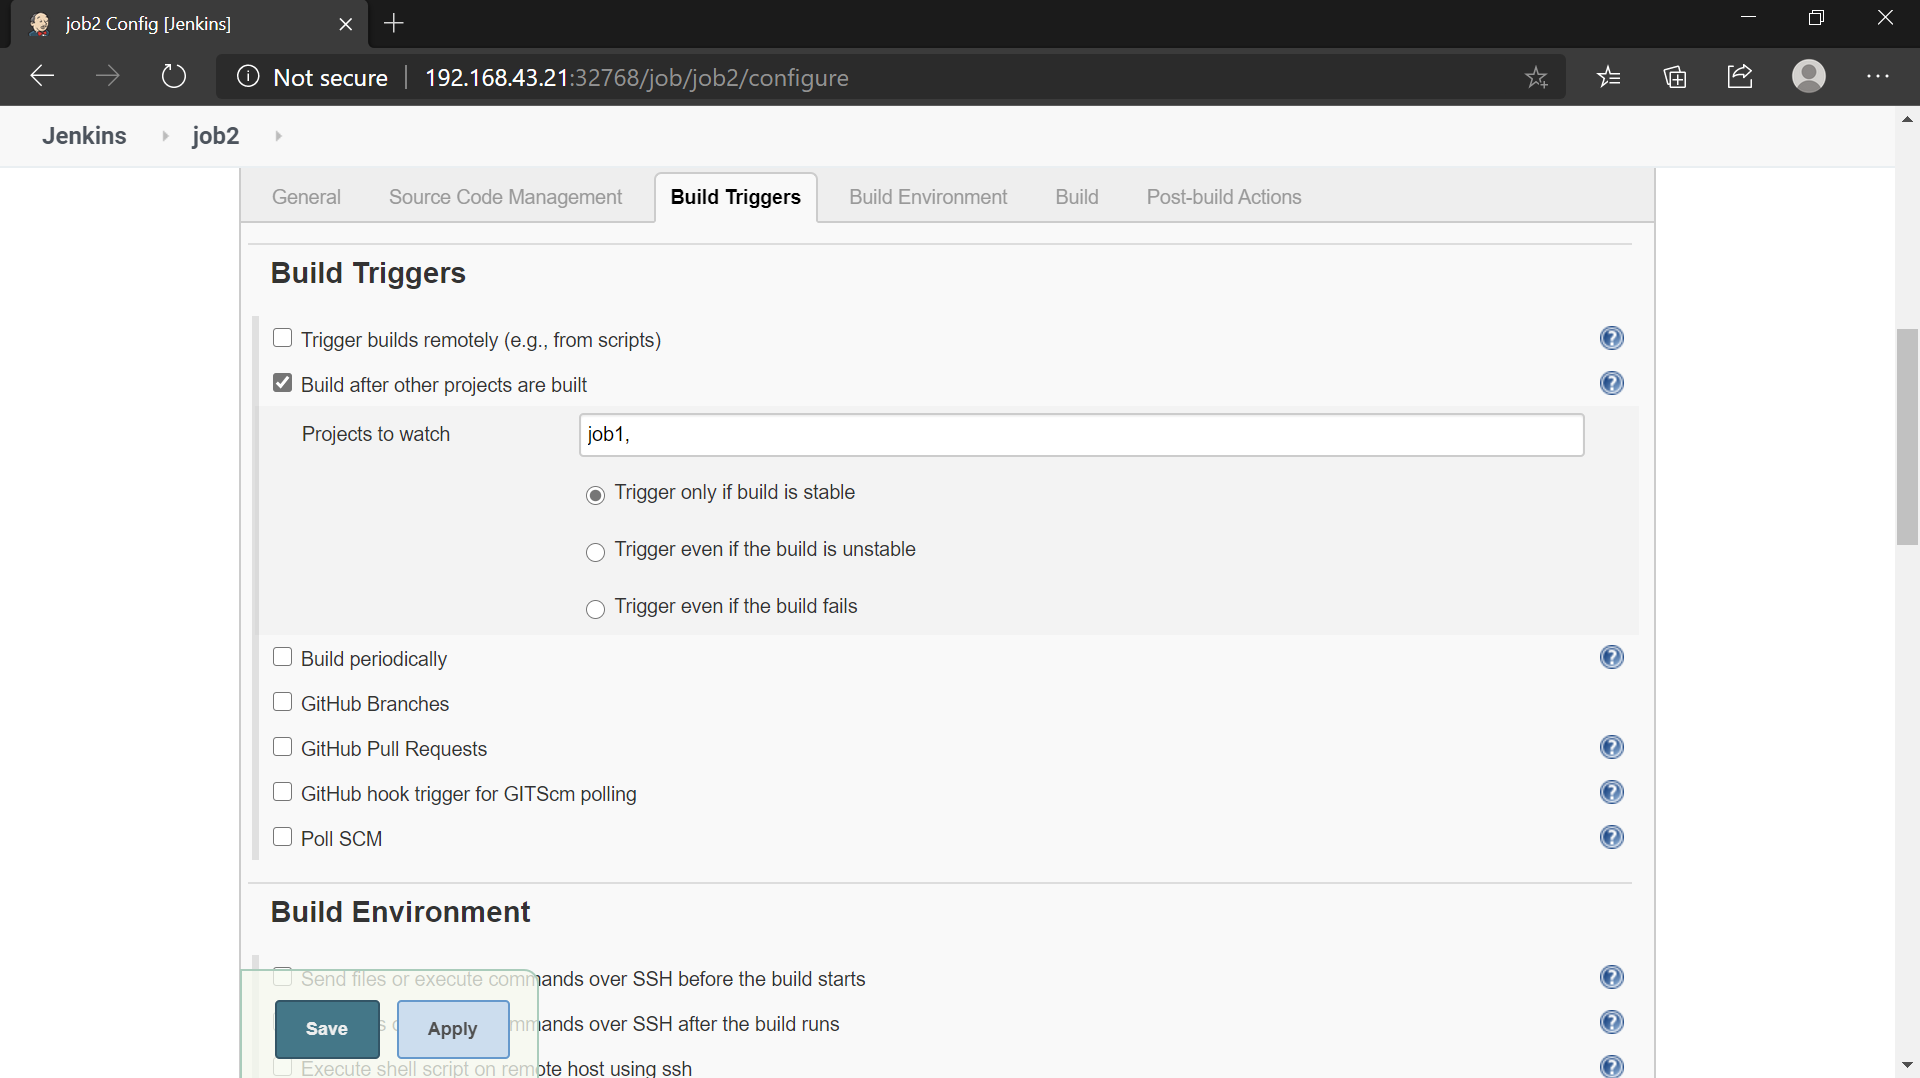 job2 Config [Jenkins]
Not secure 192.168.43.21:32768/job/job2/configure
Jenkins job2
General Source Code Management Build Triggers Build Environment Build Post-build Actions
Build Triggers
Trigger builds remotely (e.g., from scripts)
Build after other projects are built
Projects to watch job1,
Trigger only if build is stable
Trigger even if the build is unstable
Trigger even if the build fails
Build periodically
GitHub Branches
GitHub Pull Requests
GitHub hook trigger for GITScm polling
Poll SCM
Build Environment
Send files or execute commands over SSH before the build starts
Save Apply mmands over SSH after the build runs
Execute shell script on remote host using ssh